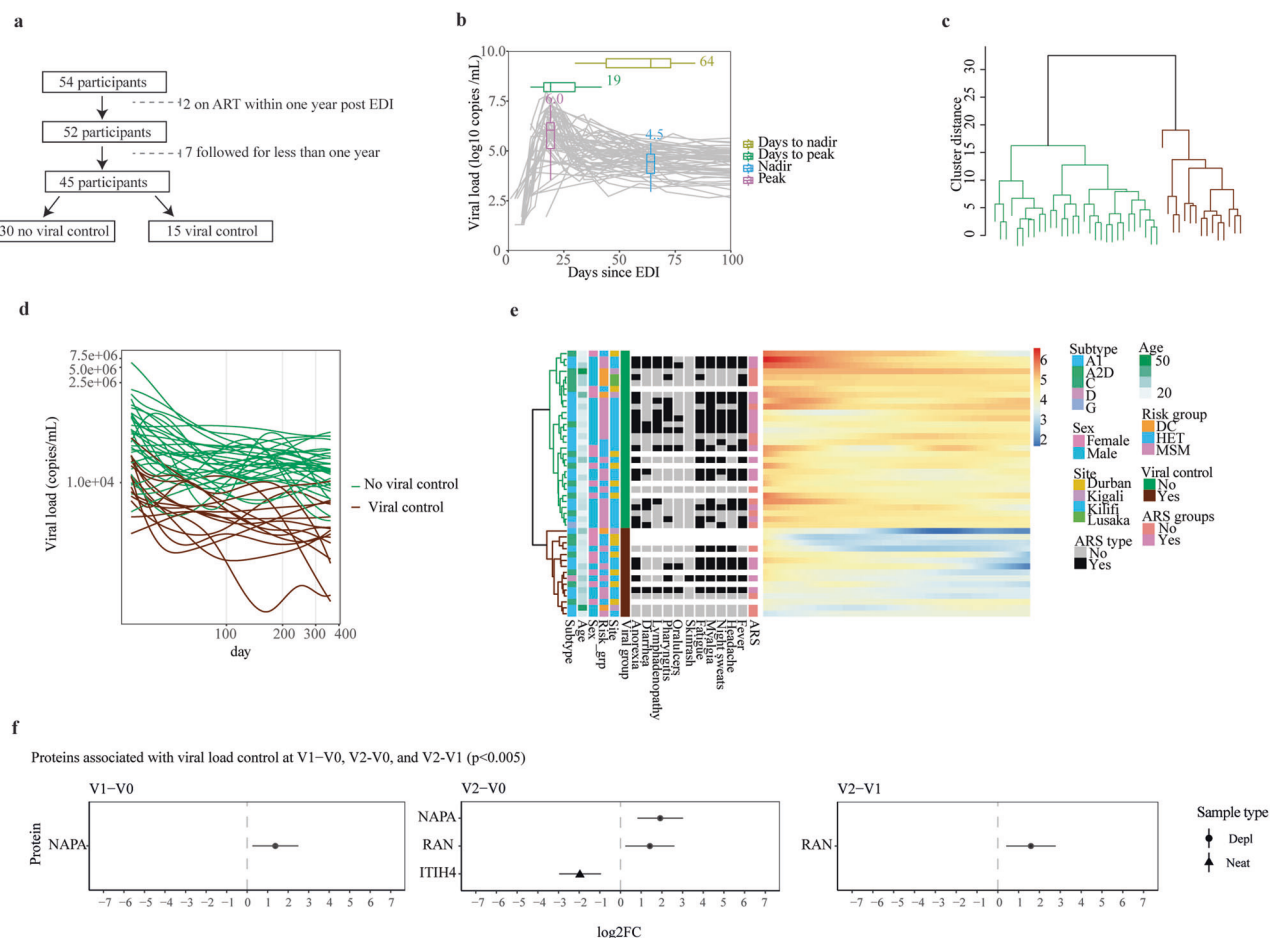 a
54 participants
2 on ART within one year post EDI
52 participants
7 followed for less than one year
45 participants
30 no viral control
15 viral control
b
Viral load (log10 copies /mL)
10.0
7.5
5.0
2.5
0
64
19
6.0
4.5
0 25 50 75 100
Days since EDI
Days to nadir
Days to peak
Nadir
Peak
c
Cluster distance
30
25
20
15
10
5
0
d
Viral load (copies/mL)
7.5e+06
5.0e+06
2.5e+06
1.0e+04
100 200 300 400
day
No viral control
Viral control
e
Subtype
Age
Sex
Risk_grp
Site
Viral group
Anorexia
Diarrhea
Lymphadenopathy
Pharyngitis
Oralulcers
Skinrash
Fatigue
Myalgia
Night sweats
Headache
Fever
ARS
6
5
4
3
2
Subtype
A1
A2D
C
D
G
Sex
Female
Male
Site
Durban
Kigali
Kilifi
Lusaka
ARS type
No
Yes
Age
50
20
Risk group
DC
HET
MSM
Viral control
No
Yes
ARS groups
No
Yes
f
Proteins associated with viral load control at V1−V0, V2-V0, and V2-V1 (p<0.005)
V1−V0
Protein
NAPA
−7 −6 −5 −4 −3 −2 −1 0 1 2 3 4 5 6 7
V2−V0
NAPA
RAN
ITIH4
−7 −6 −5 −4 −3 −2 −1 0 1 2 3 4 5 6 7
log2FC
V2−V1
RAN
−7 −6 −5 −4 −3 −2 −1 0 1 2 3 4 5 6 7
Sample type
Depl
Neat